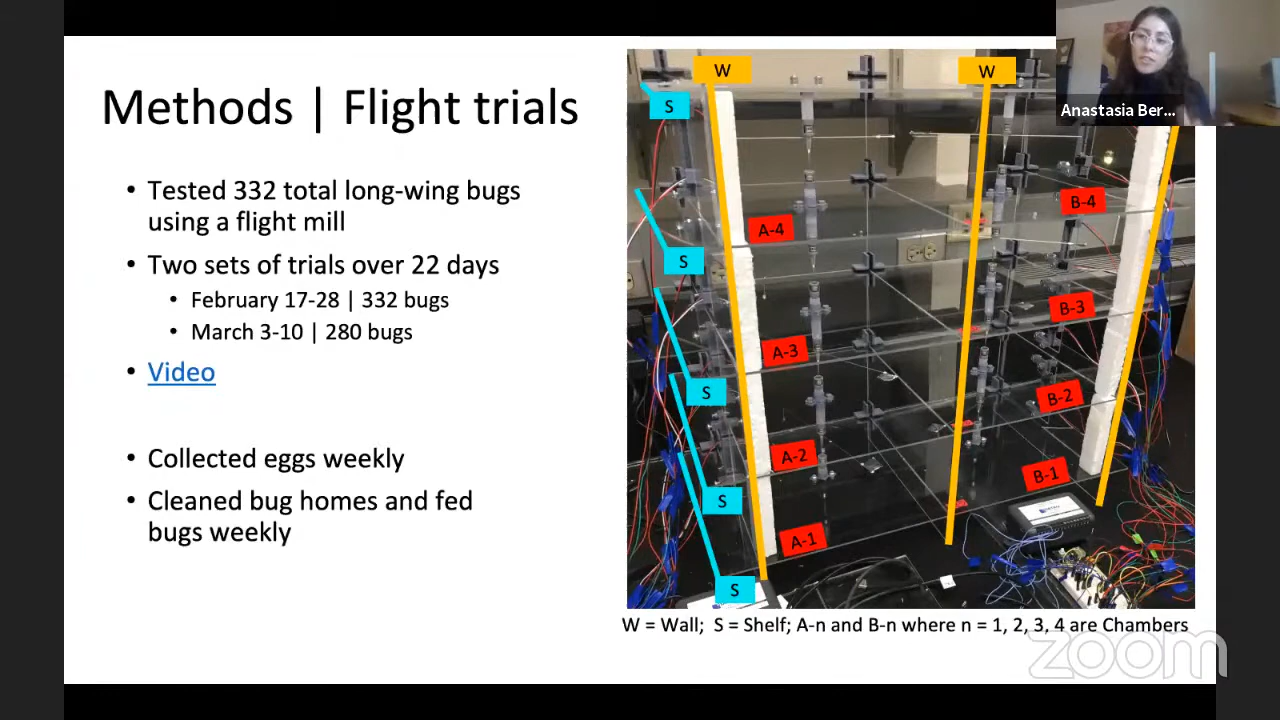 Methods | Flight trials
• Tested 332 total long-wing bugs
using a flight mill
• Two sets of trials over 22 days
• February 17-28 | 332 bugs
• March 3-10 | 280 bugs
• Video
• Collected eggs weekly
• Cleaned bug homes and fed
bugs weekly
W
W
S
S
S
S
S
A-4
A-3
A-2
A-1
B-4
B-3
B-2
B-1
W = Wall; S = Shelf; A-n and B-n where n = 1, 2, 3, 4 are Chambers
Anastasia Ber...
zoom